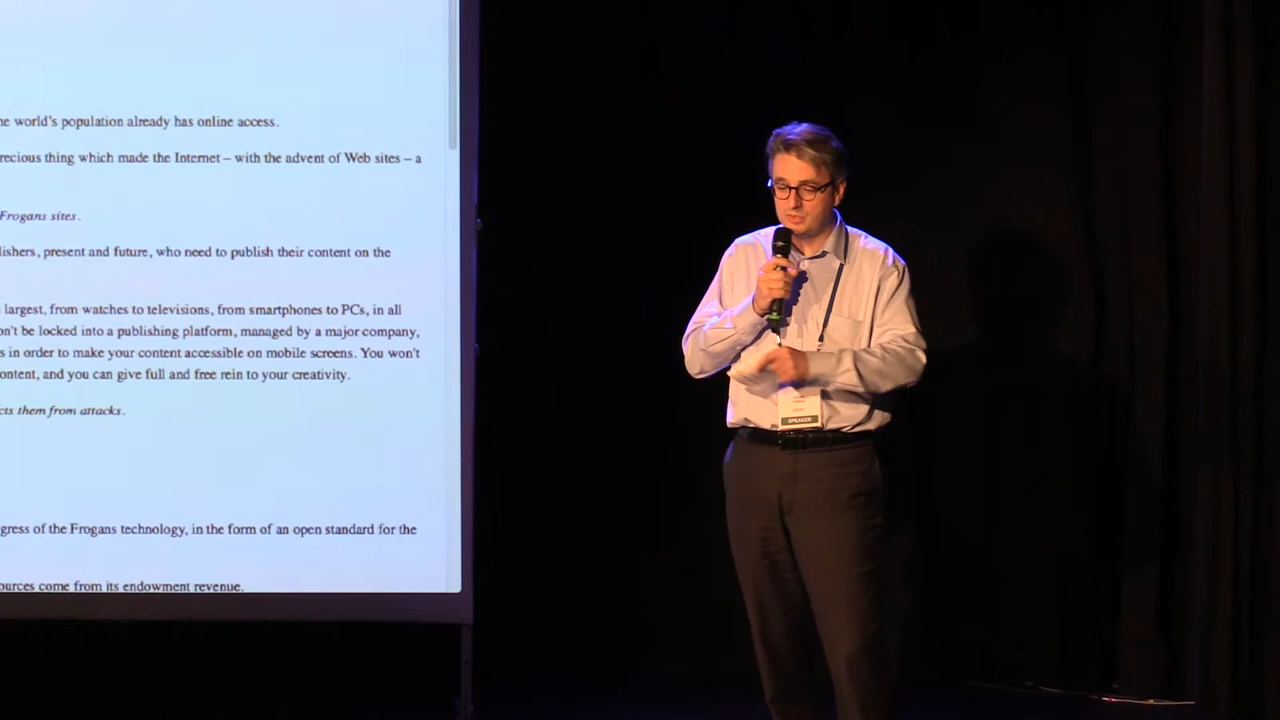 he world's population already has online access.
recious thing which made the Internet – with the advent of Web sites – a
Frogans sites.
lishers, present and future, who need to publish their content on the
largest, from watches to televisions, from smartphones to PCs, in all
on't be locked into a publishing platform, managed by a major company,
s in order to make your content accessible on mobile screens. You won't
ontent, and you can give full and free rein to your creativity.
cts them from attacks.
gress of the Frogans technology, in the form of an open standard for the
ources come from its endowment revenue.
SPEAKER